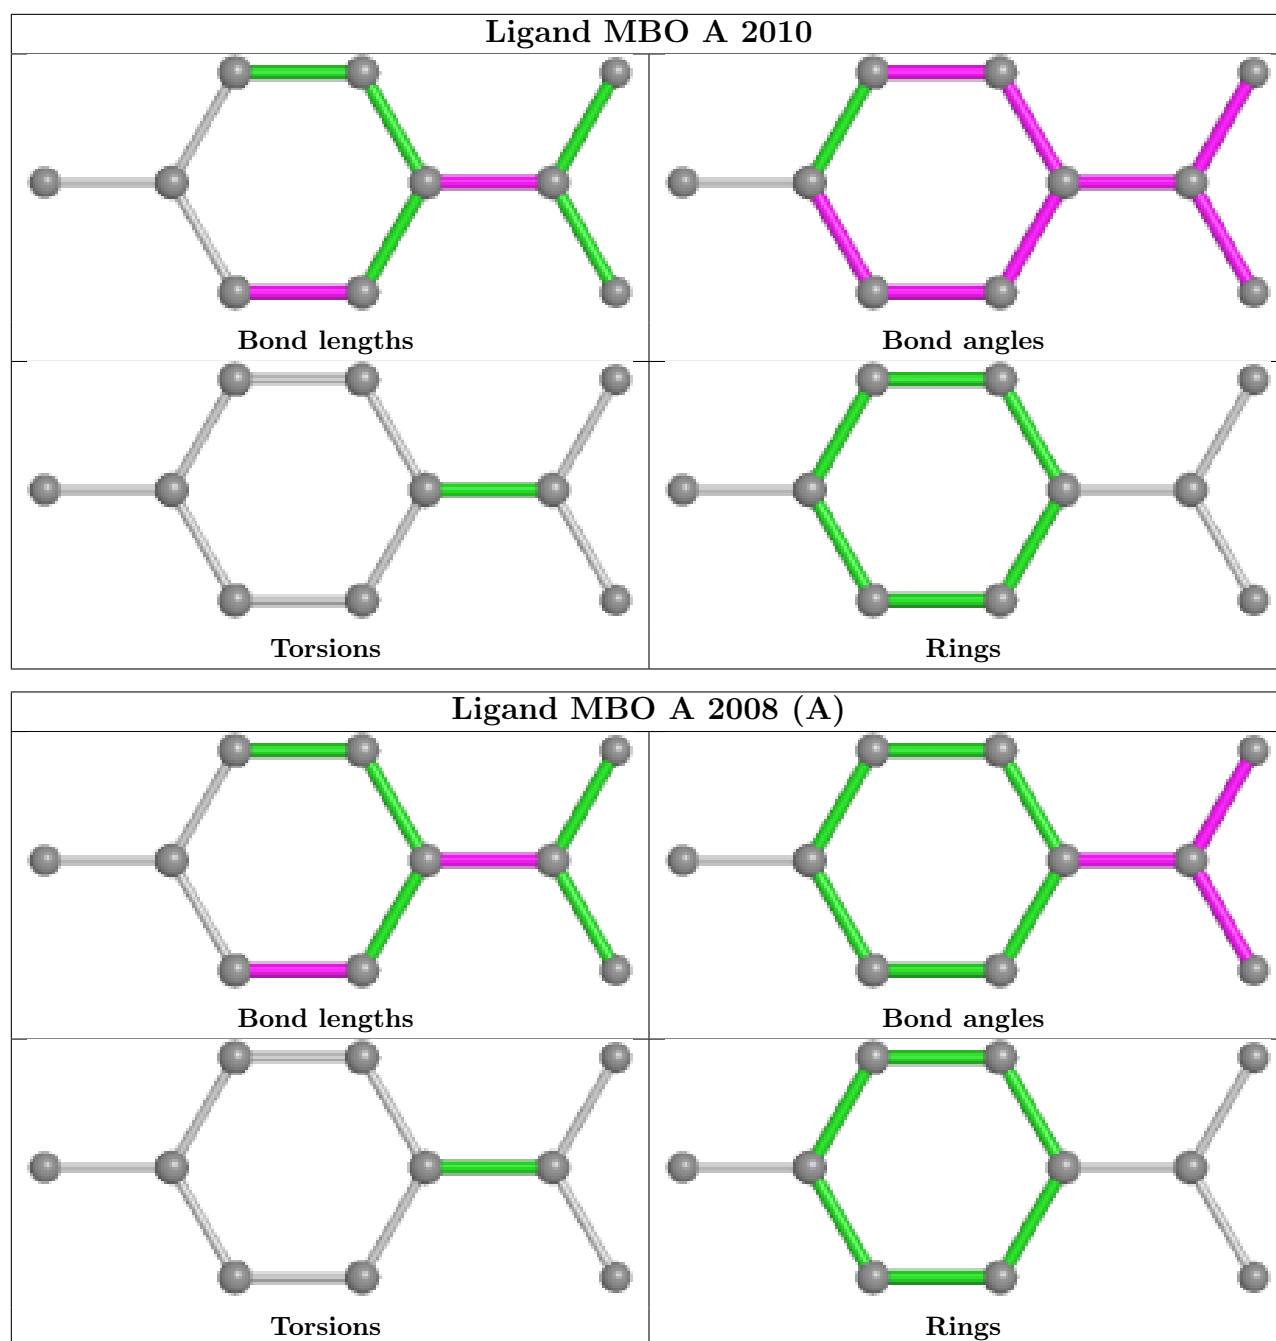 Ligand MBO A 2010
Bond lengths
Bond angles
Torsions
Rings
Ligand MBO A 2008 (A)
Bond lengths
Bond angles
Torsions
Rings